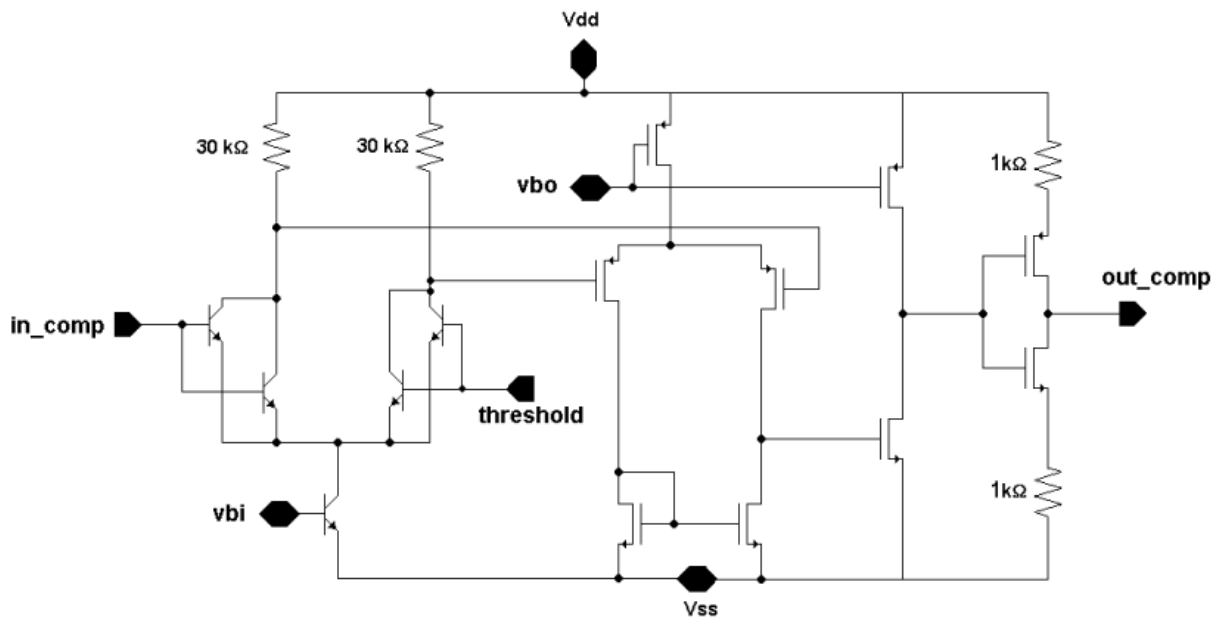 Vdd
30 kΩ
30 kΩ
1kΩ
vbo
out_comp
in_comp
threshold
1kΩ
vbi
Vss